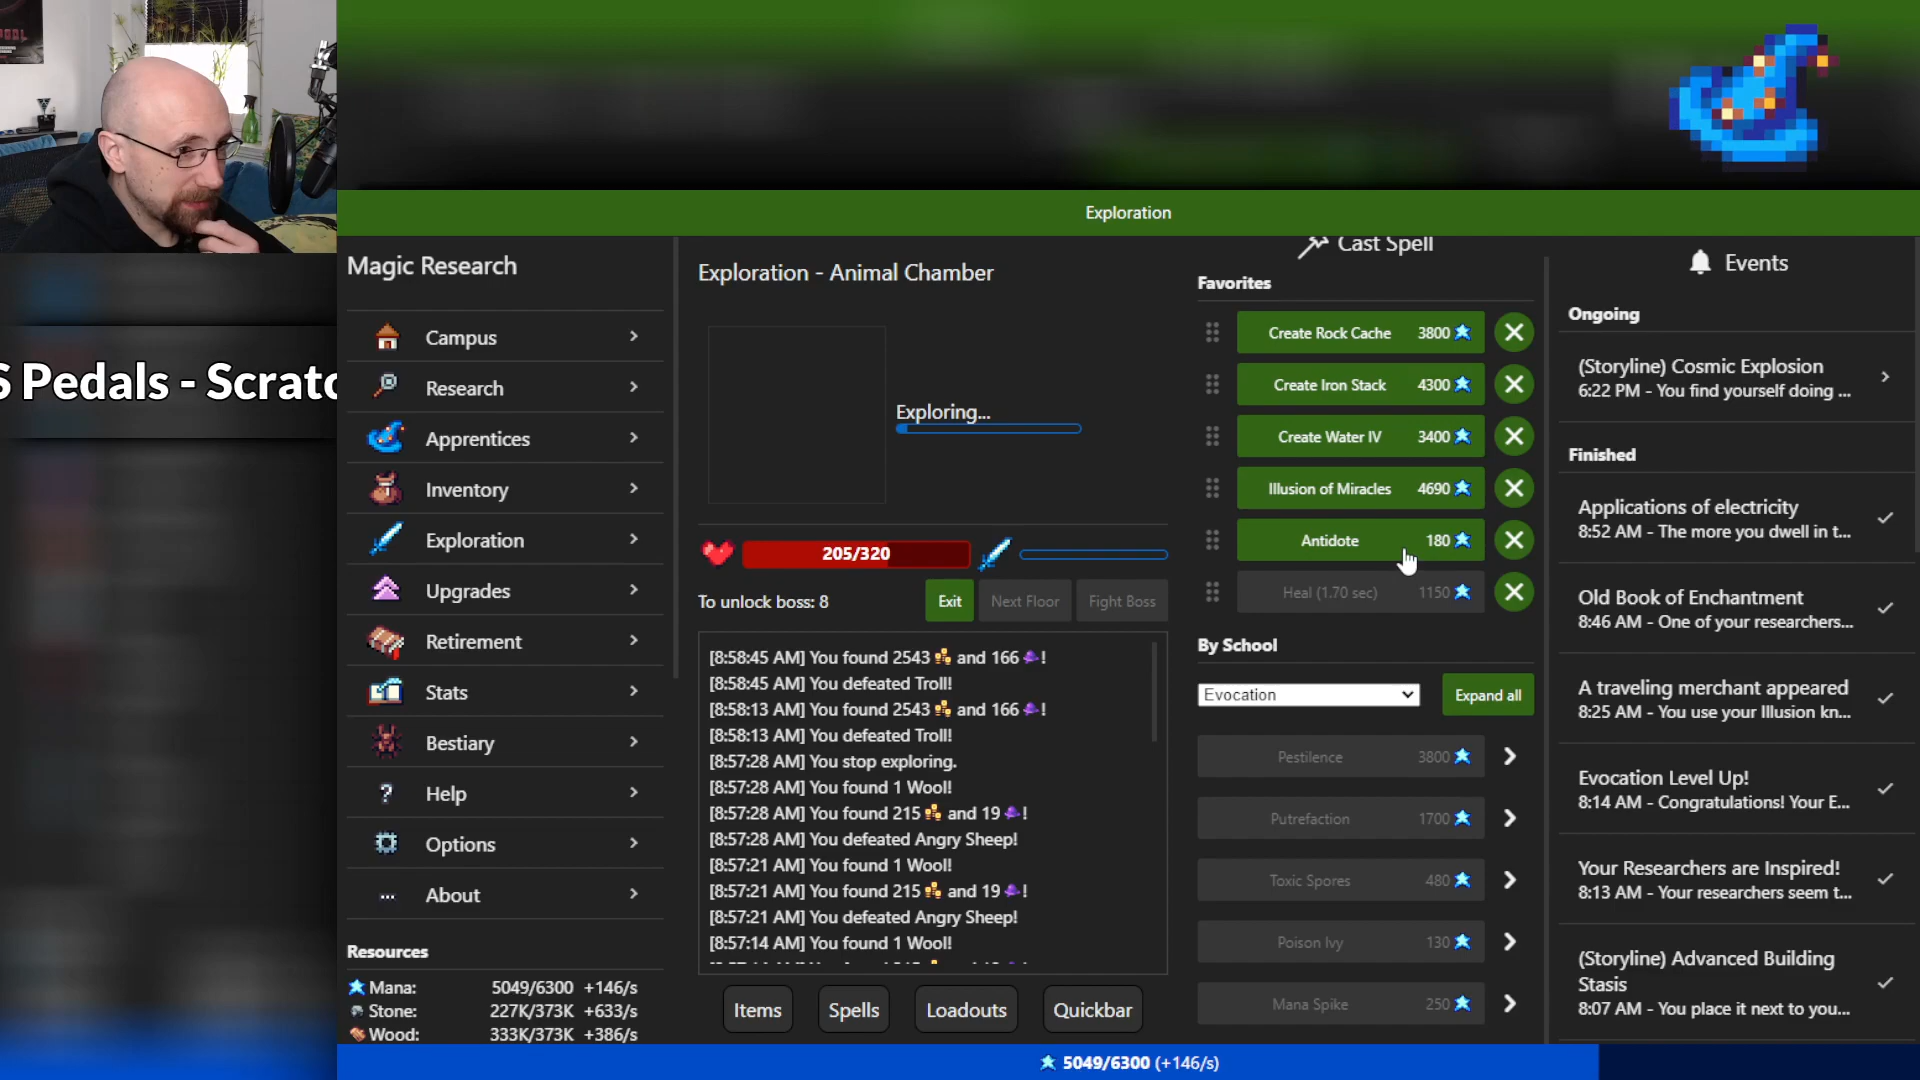 Exploration
S Pedals - Scratc
Magic Research
Campus
Research
Apprentices
Inventory
Exploration
Upgrades
Retirement
Stats
Bestiary
Help
Options
About
Resources
Mana: 5049/6300 +146/s
Stone: 227K/373K +633/s
Wood: 333K/373K +386/s
Exploration - Animal Chamber
Exploring...
205/320
To unlock boss: 8
Exit
Next Floor
Fight Boss
[8:58:45 AM] You found 2543 and 166 !
[8:58:45 AM] You defeated Troll!
[8:58:13 AM] You found 2543 and 166 !
[8:58:13 AM] You defeated Troll!
[8:57:28 AM] You stop exploring.
[8:57:28 AM] You found 1 Wool!
[8:57:28 AM] You found 215 and 19 !
[8:57:28 AM] You defeated Angry Sheep!
[8:57:21 AM] You found 1 Wool!
[8:57:21 AM] You found 215 and 19 !
[8:57:21 AM] You defeated Angry Sheep!
[8:57:14 AM] You found 1 Wool!
Items
Spells
Loadouts
Quickbar
Cast Spell
Favorites
Create Rock Cache 3800
Create Iron Stack 4300
Create Water IV 3400
Illusion of Miracles 4690
Antidote 180
Heal (1.70 sec) 1150
By School
Evocation
Expand all
Pestilence 3800
Putrefaction 1700
Toxic Spores 480
Poison Ivy 130
Mana Spike 250
Events
Ongoing
(Storyline) Cosmic Explosion
6:22 PM - You find yourself doing ...
Finished
Applications of electricity
8:52 AM - The more you dwell in t...
Old Book of Enchantment
8:46 AM - One of your researchers...
A traveling merchant appeared
8:25 AM - You use your Illusion kn...
Evocation Level Up!
8:14 AM - Congratulations! Your E...
Your Researchers are Inspired!
8:13 AM - Your researchers seem t...
(Storyline) Advanced Building
Stasis
8:07 AM - You place it next to you...
5049/6300 (+146/s)